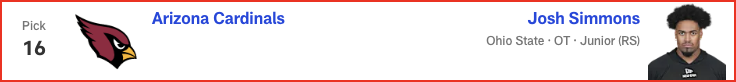 Pick
16
Arizona Cardinals
Josh Simmons
Ohio State · OT · Junior (RS)